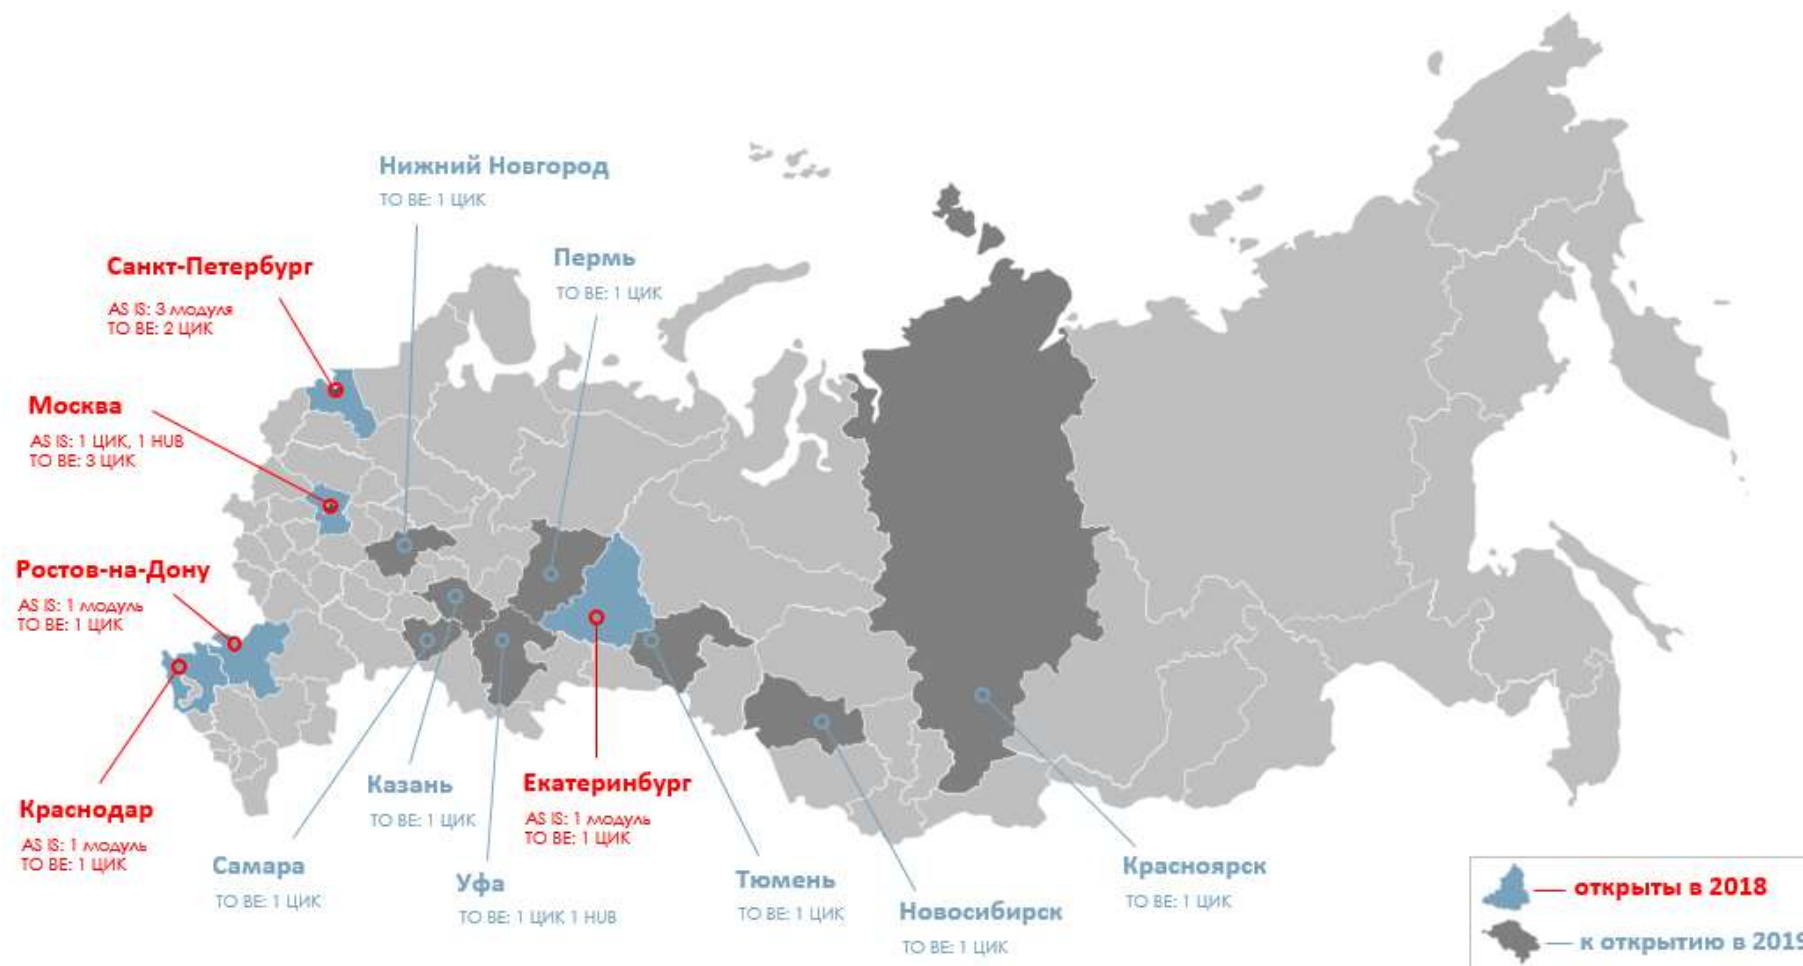 Нижний Новгород
TO BE: 1 ЦИК
Пермь
TO BE: 1 ЦИК
Санкт-Петербург
AS IS: 3 модуля
TO BE: 2 ЦИК
Москва
AS IS: 1 ЦИК, 1 HUB
TO BE: 3 ЦИК
Ростов-на-Дону
AS IS: 1 модуль
TO BE: 1 ЦИК
Краснодар
AS IS: 1 модуль
TO BE: 1 ЦИК
Самара
TO BE: 1 ЦИК
Казань
TO BE: 1 ЦИК
Уфа
TO BE: 1 ЦИК 1 HUB
Екатеринбург
AS IS: 1 модуль
TO BE: 1 ЦИК
Тюмень
TO BE: 1 ЦИК
Новосибирск
TO BE: 1 ЦИК
Красноярск
TO BE: 1 ЦИК
— открыты в 2018
— к открытию в 2019